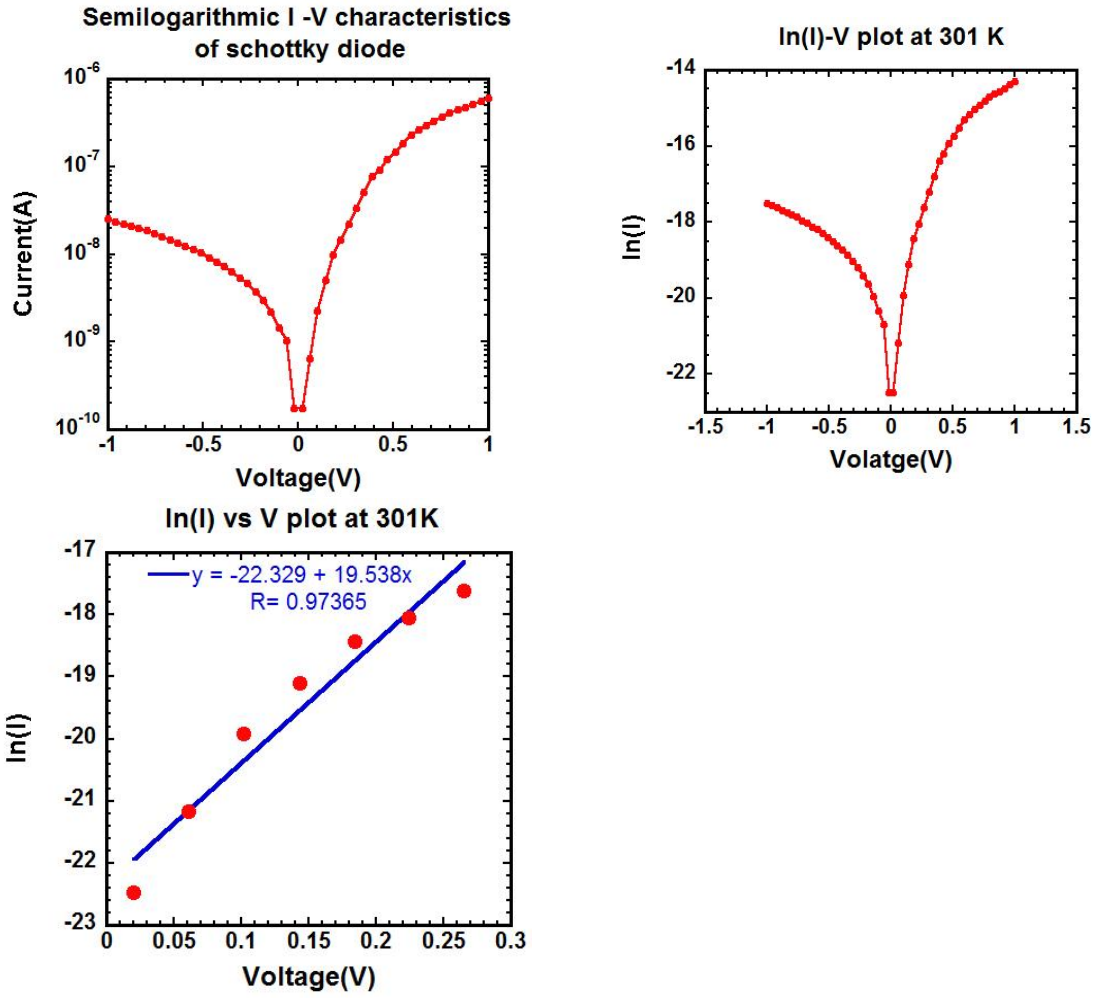 Semilogarithmic I -V characteristics
of schottky diode
10-6
10-7
10-8
10-9
10-10
Current(A)
-1 -0.5 0 0.5 1
Voltage(V)
ln(I)-V plot at 301 K
-14
-16
-18
-20
-22
ln(I)
-1.5 -1 -0.5 0 0.5 1 1.5
Volatge(V)
ln(I) vs V plot at 301K
y = -22.329 + 19.538x
R= 0.97365
-17
-18
-19
-20
-21
-22
-23
ln(I)
0 0.05 0.1 0.15 0.2 0.25 0.3
Voltage(V)